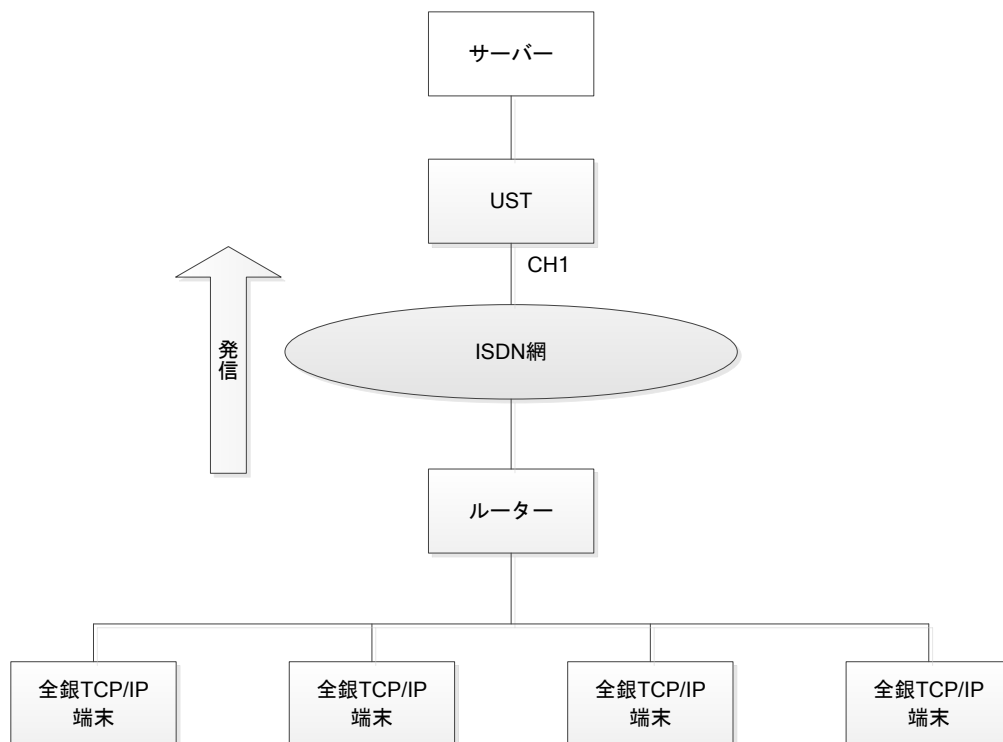 サーバー
UST
CH1
ISDN網
発信
ルーター
全銀TCP/IP
端末
全銀TCP/IP
端末
全銀TCP/IP
端末
全銀TCP/IP
端末